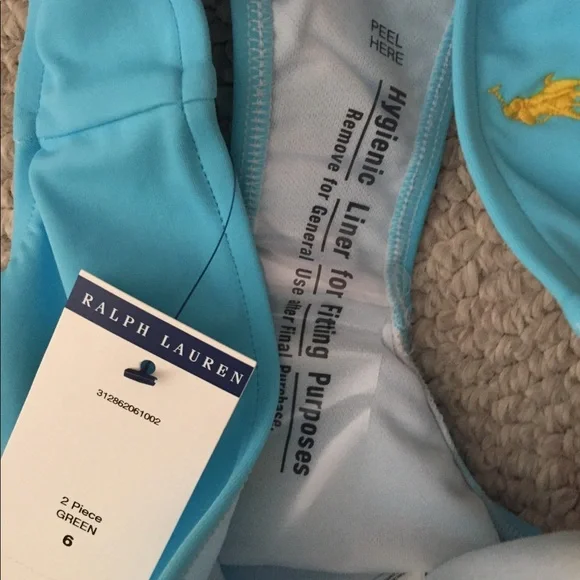 PEEL
HERE
Hygienic Liner for Fitting Purposes
Remove for General Use after Final Purchase.
RALPH LAUREN
312862061002
2 Piece
GREEN
6